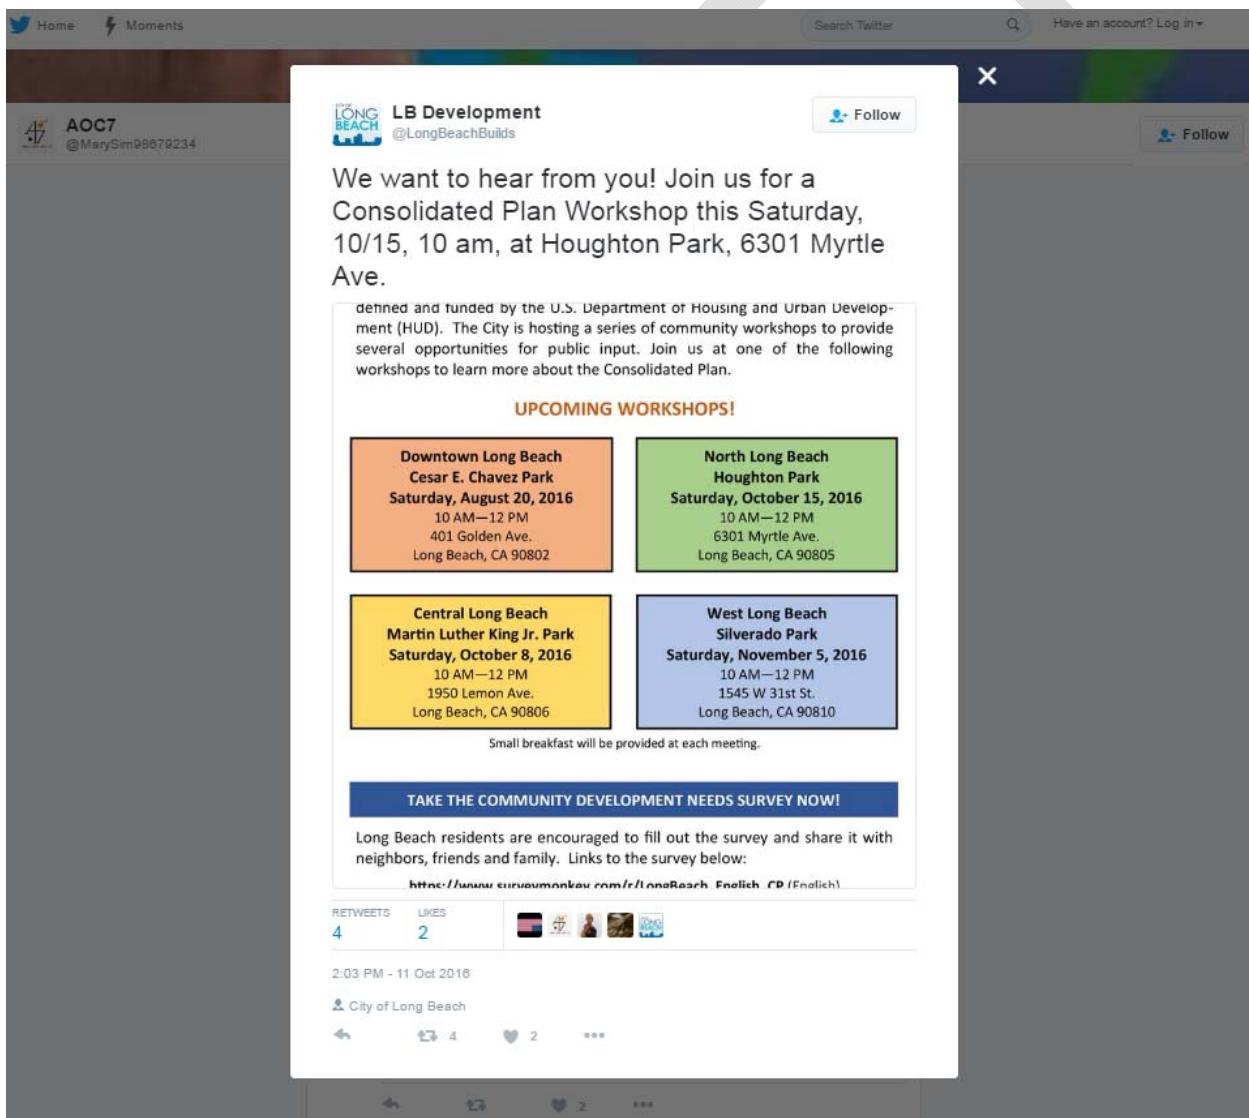 Home
Moments
Search Twitter
Have an account? Log in
AOC7
@MarySim98679234
Follow
LONG
BEACH
LB Development
@LongBeachBuilds
Follow
We want to hear from you! Join us for a
Consolidated Plan Workshop this Saturday,
10/15, 10 am, at Houghton Park, 6301 Myrtle
Ave.
defined and funded by the U.S. Department of Housing and Urban Develop-
ment (HUD). The City is hosting a series of community workshops to provide
several opportunities for public input. Join us at one of the following
workshops to learn more about the Consolidated Plan.
UPCOMING WORKSHOPS!
Downtown Long Beach
Cesar E. Chavez Park
Saturday, August 20, 2016
10 AM—12 PM
401 Golden Ave.
Long Beach, CA 90802
North Long Beach
Houghton Park
Saturday, October 15, 2016
10 AM—12 PM
6301 Myrtle Ave.
Long Beach, CA 90805
Central Long Beach
Martin Luther King Jr. Park
Saturday, October 8, 2016
10 AM—12 PM
1950 Lemon Ave.
Long Beach, CA 90806
West Long Beach
Silverado Park
Saturday, November 5, 2016
10 AM—12 PM
1545 W 31st St.
Long Beach, CA 90810
Small breakfast will be provided at each meeting.
TAKE THE COMMUNITY DEVELOPMENT NEEDS SURVEY NOW!
Long Beach residents are encouraged to fill out the survey and share it with
neighbors, friends and family. Links to the survey below:
https://www.surveymonkey.com/r/LongBeach_English_CP (English)
RETWEETS
4
LIKES
2
2:03 PM - 11 Oct 2016
City of Long Beach
4
2
2